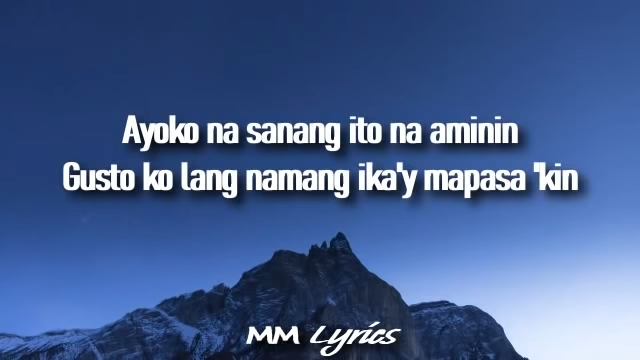 Ayoko na sanang ito na aminin
Gusto ko lang namang ika'y mapasa 'kin
MM Lyrics